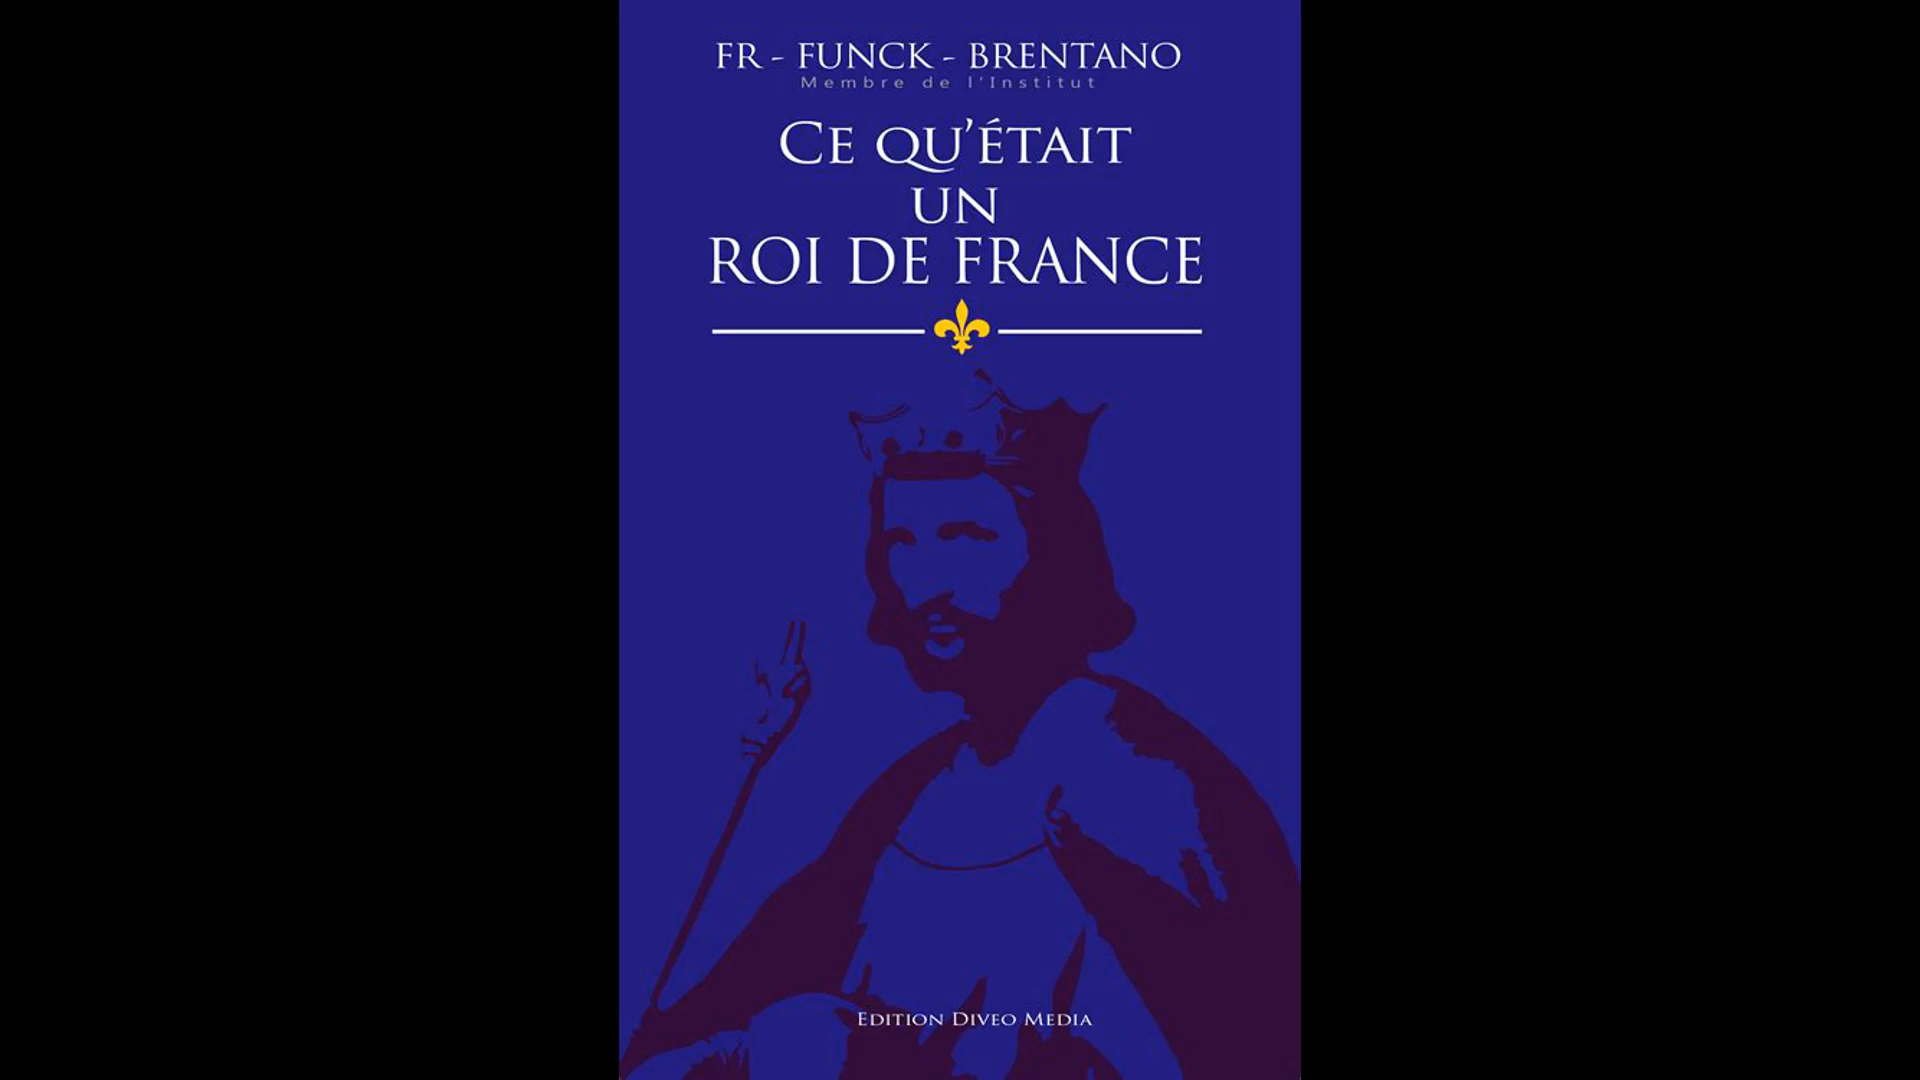 FR - FUNCK - BRENTANO
Membre de l'Institut
CE QU'ÉTAIT
UN
ROI DE FRANCE
EDITION DIVEO MEDIA